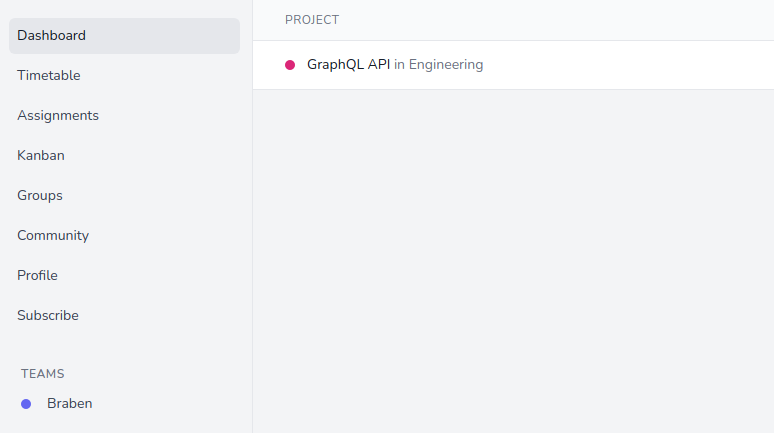 Dashboard
Timetable
Assignments
Kanban
Groups
Community
Profile
Subscribe
TEAMS
Braben
PROJECT
GraphQL API in Engineering